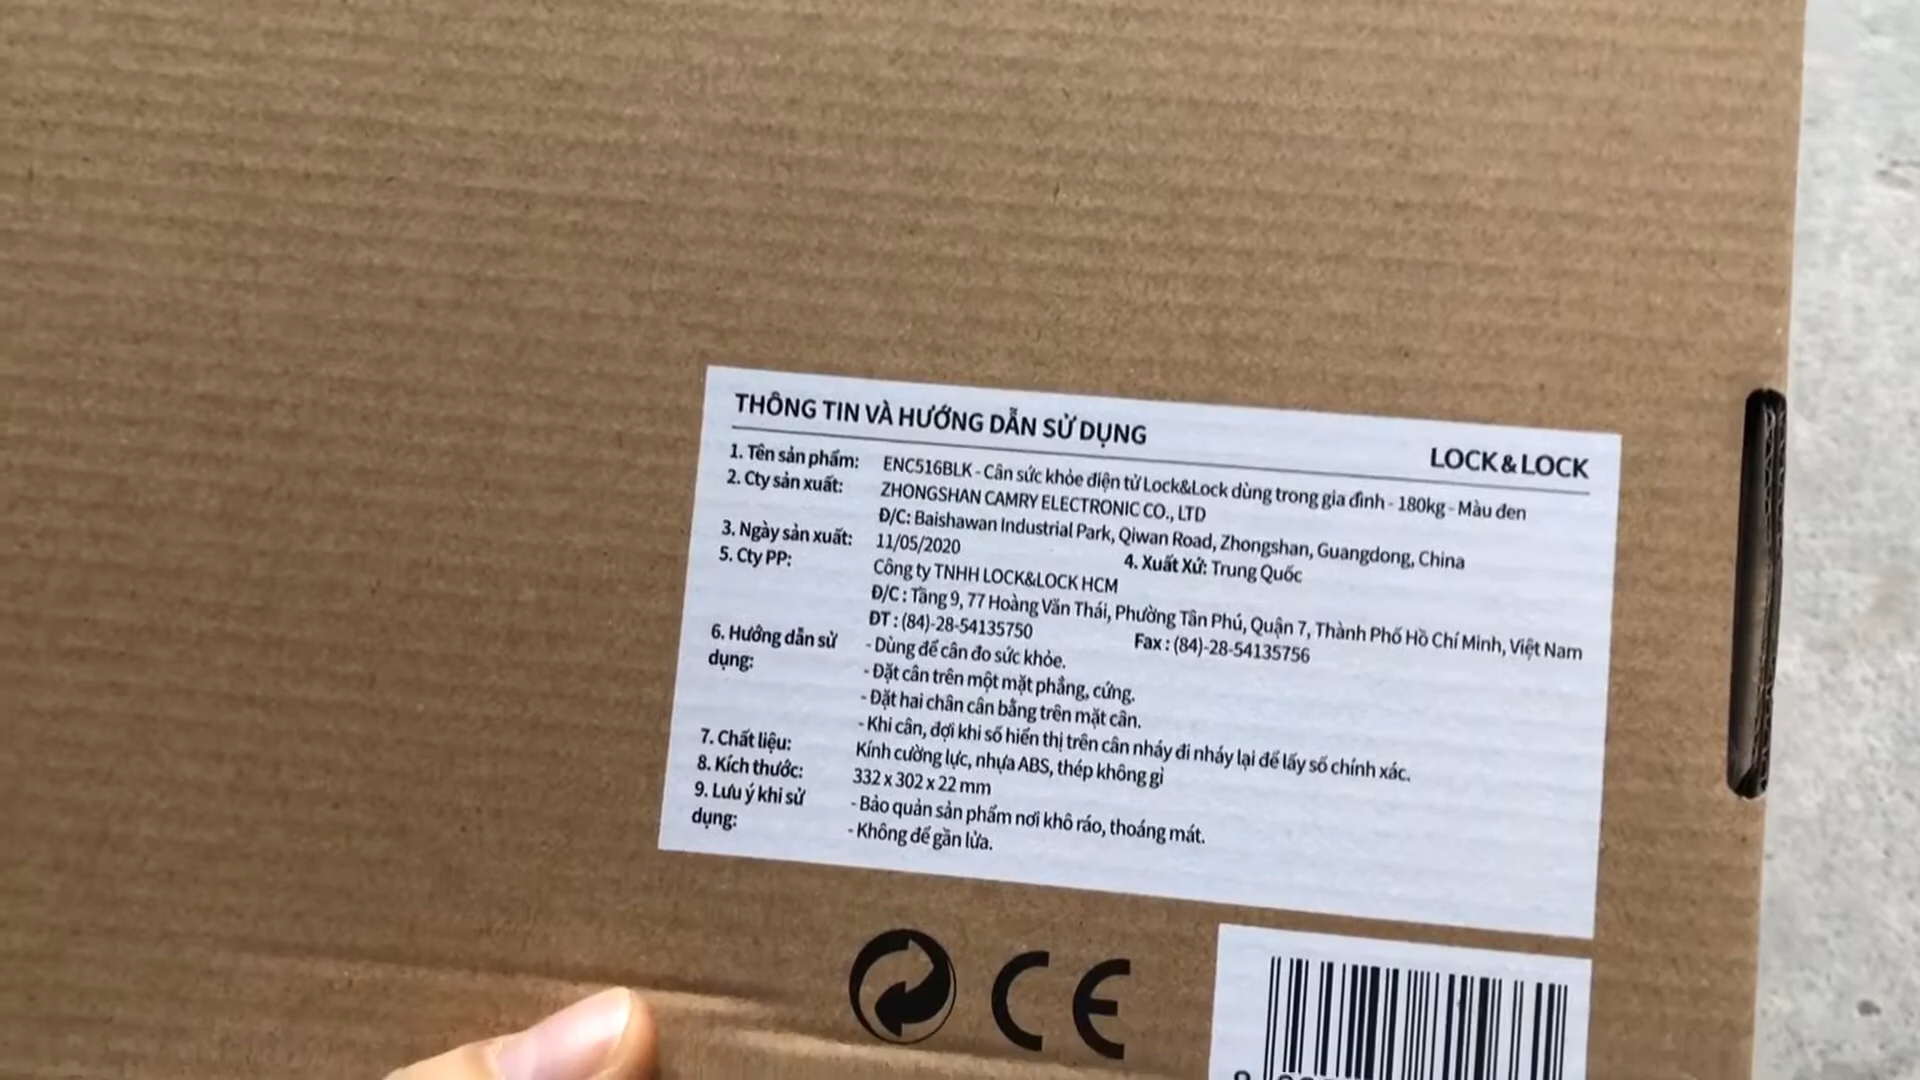 THÔNG TIN VÀ HƯỚNG DẪN SỬ DỤNG
LOCK&LOCK
1. Tên sản phẩm: ENC516BLK - Cân sức khỏe điện tử Lock&Lock dùng trong gia đình - 180kg - Màu đen
2. Cty sản xuất: ZHONGSHAN CAMRY ELECTRONIC CO., LTD
Đ/C: Baishawan Industrial Park, Qiwan Road, Zhongshan, Guangdong, China
3. Ngày sản xuất: 11/05/2020 4. Xuất Xứ: Trung Quốc
5. Cty PP: Công ty TNHH LOCK&LOCK HCM
Đ/C : Tầng 9, 77 Hoàng Văn Thái, Phường Tân Phú, Quận 7, Thành Phố Hồ Chí Minh, Việt Nam
ĐT : (84)-28-54135750 Fax : (84)-28-54135756
6. Hướng dẫn sử - Dùng để cân đo sức khỏe.
dụng: - Đặt cân trên một mặt phẳng, cứng.
- Đặt hai chân cân bằng trên mặt cân.
- Khi cân, đợi khi số hiển thị trên cân nháy đi nháy lại để lấy số chính xác.
7. Chất liệu: Kính cường lực, nhựa ABS, thép không gỉ
8. Kích thước: 332 x 302 x 22 mm
9. Lưu ý khi sử - Bảo quản sản phẩm nơi khô ráo, thoáng mát.
dụng: - Không để gần lửa.
CE